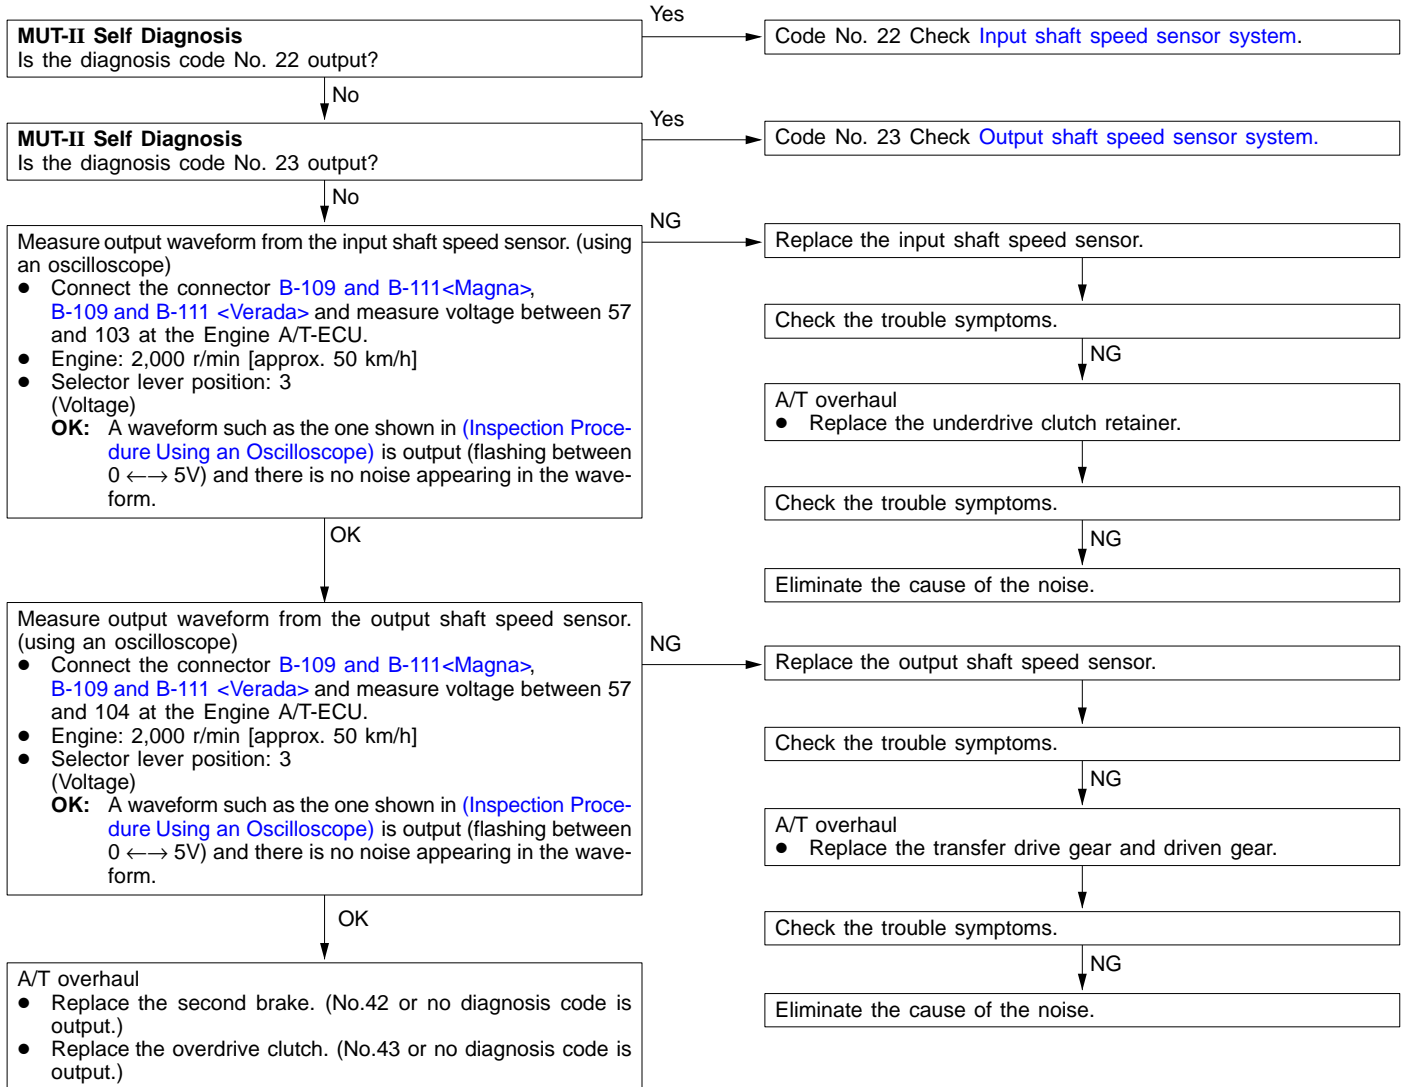 MUT-II Self Diagnosis
Is the diagnosis code No. 22 output?
Yes
Code No. 22 Check Input shaft speed sensor system.
No
MUT-II Self Diagnosis
Is the diagnosis code No. 23 output?
Yes
Code No. 23 Check Output shaft speed sensor system.
No
Measure output waveform from the input shaft speed sensor. (using
an oscilloscope)
● Connect the connector B-109 and B-111<Magna>,
B-109 and B-111 <Verada> and measure voltage between 57
and 103 at the Engine A/T-ECU.
● Engine: 2,000 r/min [approx. 50 km/h]
● Selector lever position: 3
(Voltage)
OK: A waveform such as the one shown in (Inspection Proce-
dure Using an Oscilloscope) is output (flashing between
0 ←→ 5V) and there is no noise appearing in the wave-
form.
NG
Replace the input shaft speed sensor.
Check the trouble symptoms.
NG
A/T overhaul
● Replace the underdrive clutch retainer.
Check the trouble symptoms.
NG
Eliminate the cause of the noise.
OK
Measure output waveform from the output shaft speed sensor.
(using an oscilloscope)
● Connect the connector B-109 and B-111<Magna>,
B-109 and B-111 <Verada> and measure voltage between 57
and 104 at the Engine A/T-ECU.
● Engine: 2,000 r/min [approx. 50 km/h]
● Selector lever position: 3
(Voltage)
OK: A waveform such as the one shown in (Inspection Proce-
dure Using an Oscilloscope) is output (flashing between
0 ←→ 5V) and there is no noise appearing in the wave-
form.
NG
Replace the output shaft speed sensor.
Check the trouble symptoms.
NG
A/T overhaul
● Replace the transfer drive gear and driven gear.
Check the trouble symptoms.
NG
Eliminate the cause of the noise.
OK
A/T overhaul
● Replace the second brake. (No.42 or no diagnosis code is
output.)
● Replace the overdrive clutch. (No.43 or no diagnosis code is
output.)